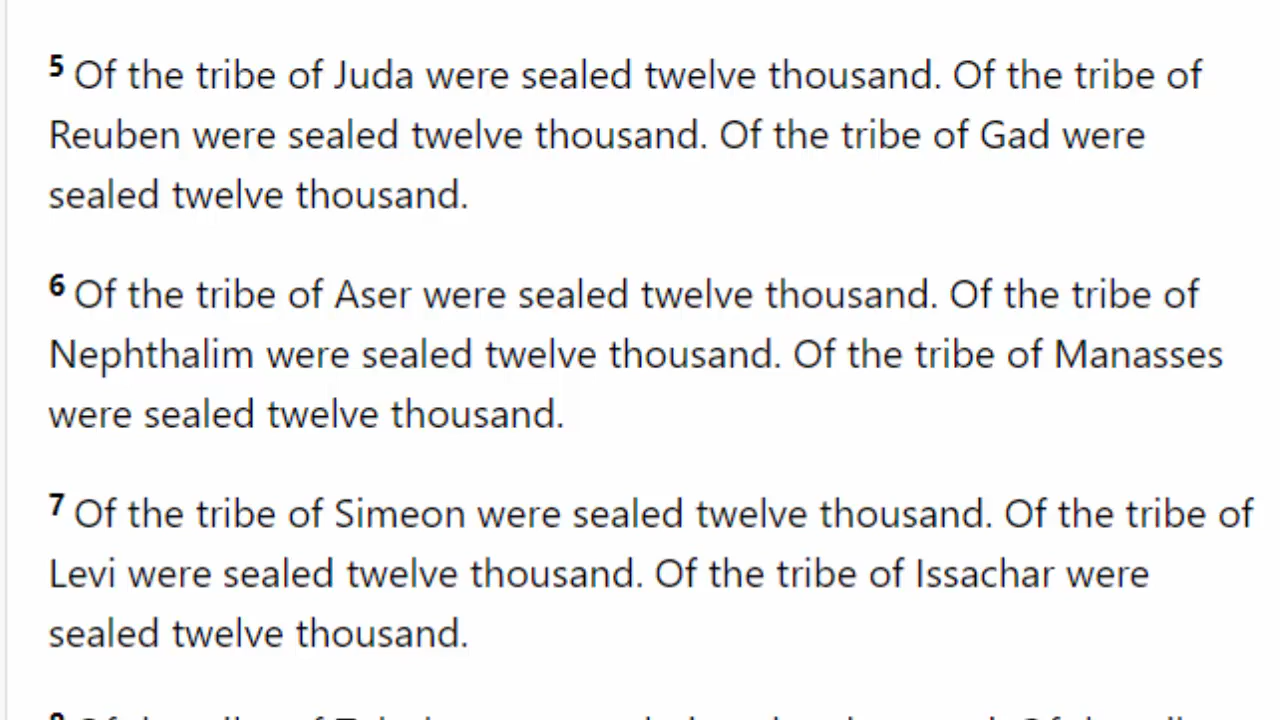 5 Of the tribe of Juda were sealed twelve thousand. Of the tribe of
Reuben were sealed twelve thousand. Of the tribe of Gad were
sealed twelve thousand.
6 Of the tribe of Aser were sealed twelve thousand. Of the tribe of
Nephthalim were sealed twelve thousand. Of the tribe of Manasses
were sealed twelve thousand.
7 Of the tribe of Simeon were sealed twelve thousand. Of the tribe of
Levi were sealed twelve thousand. Of the tribe of Issachar were
sealed twelve thousand.